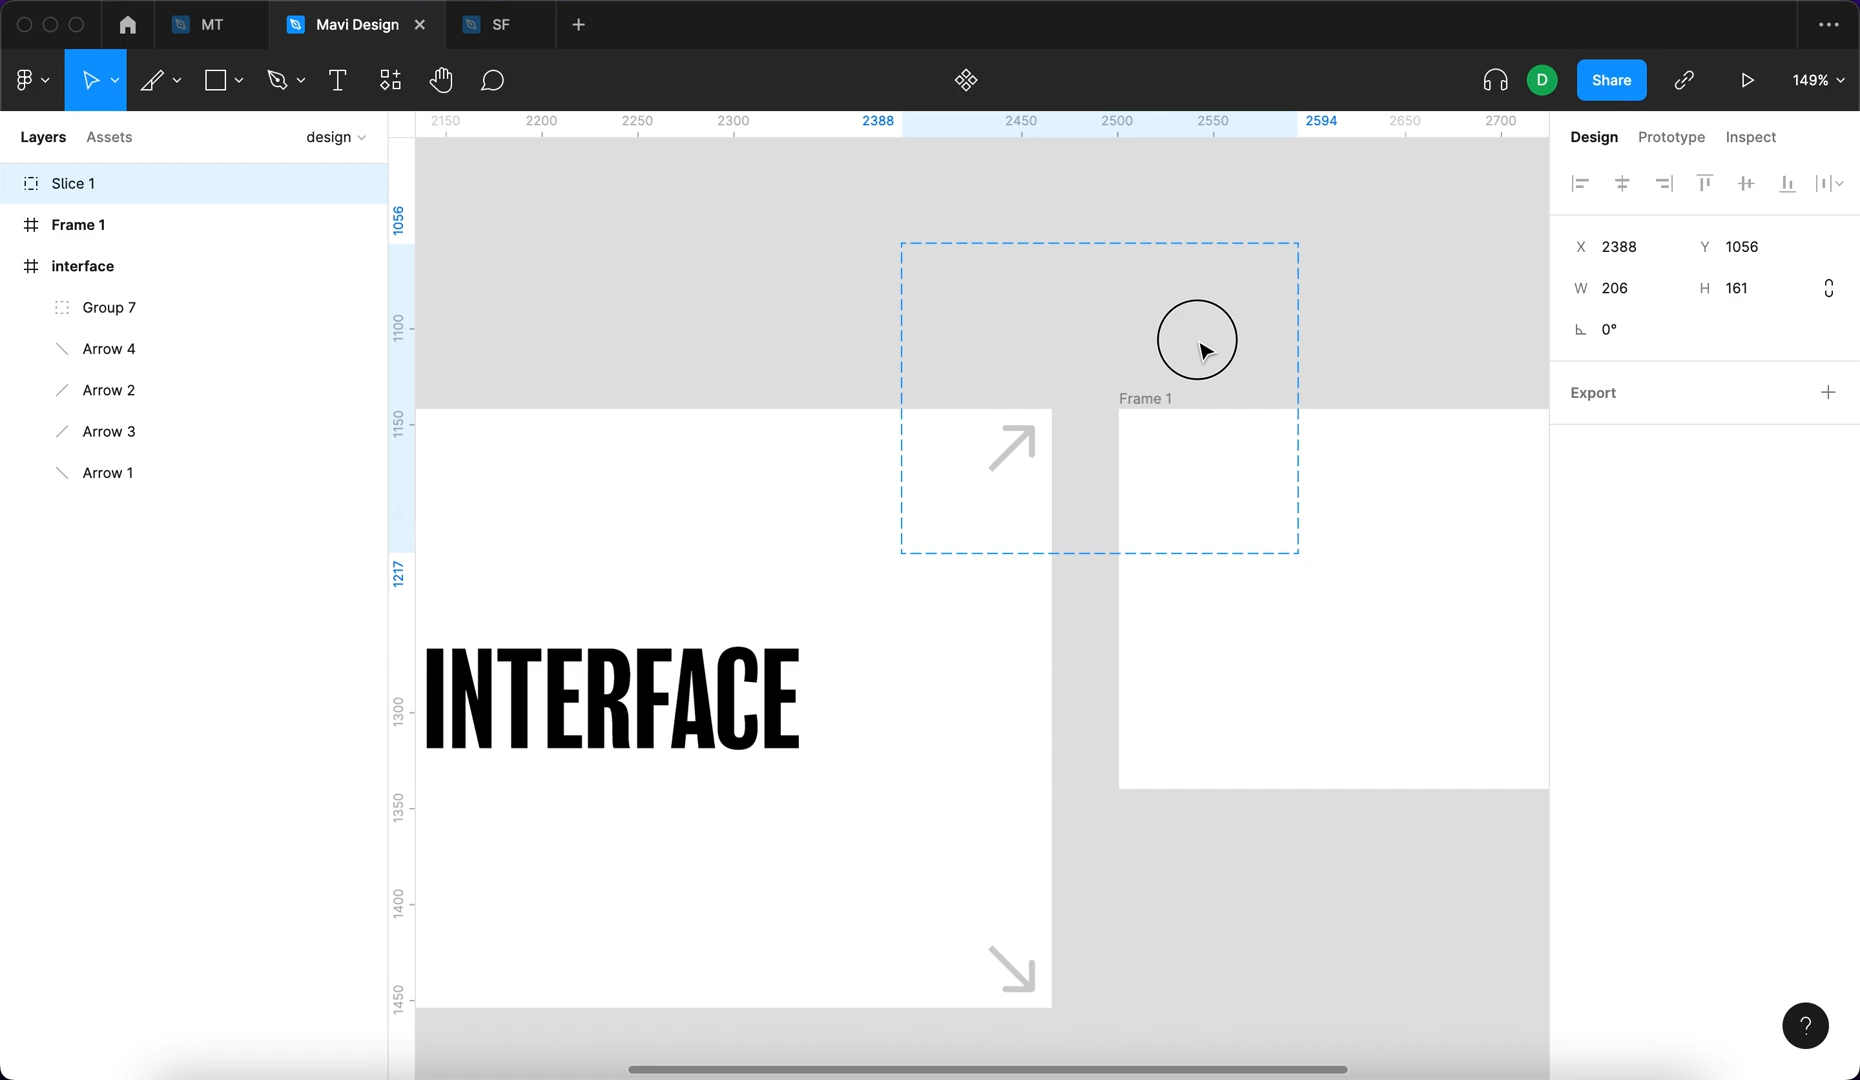 MT
Mavi Design
SF
D
Share
149%
Layers
Assets
design
Slice 1
Frame 1
interface
Group 7
Arrow 4
Arrow 2
Arrow 3
Arrow 1
2150
2200
2250
2300
2388
2450
2500
2550
2594
2650
2700
1056
1100
1150
1217
1300
1350
1400
1450
Frame 1
INTERFACE
Design
Prototype
Inspect
X 2388
Y 1056
W 206
H 161
0°
Export
?